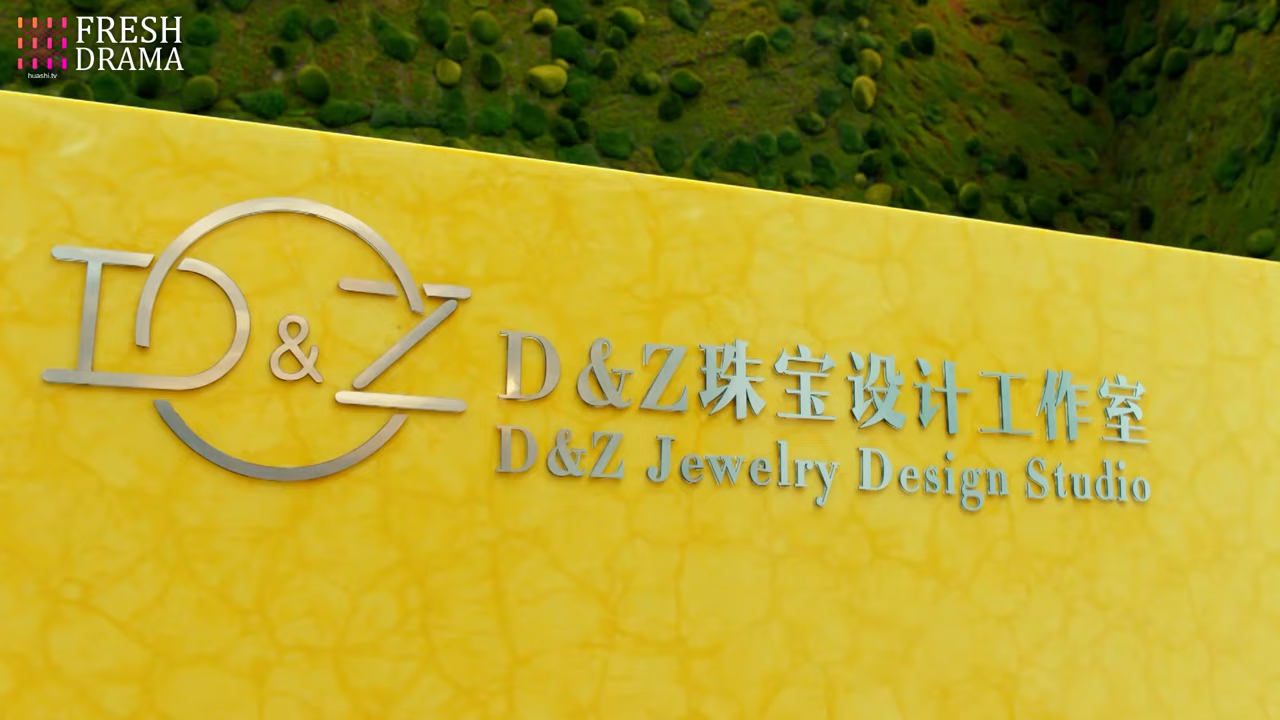 FRESH
DRAMA
huashi.tv
D&Z
D&Z珠宝设计工作室
D&Z Jewelry Design Studio